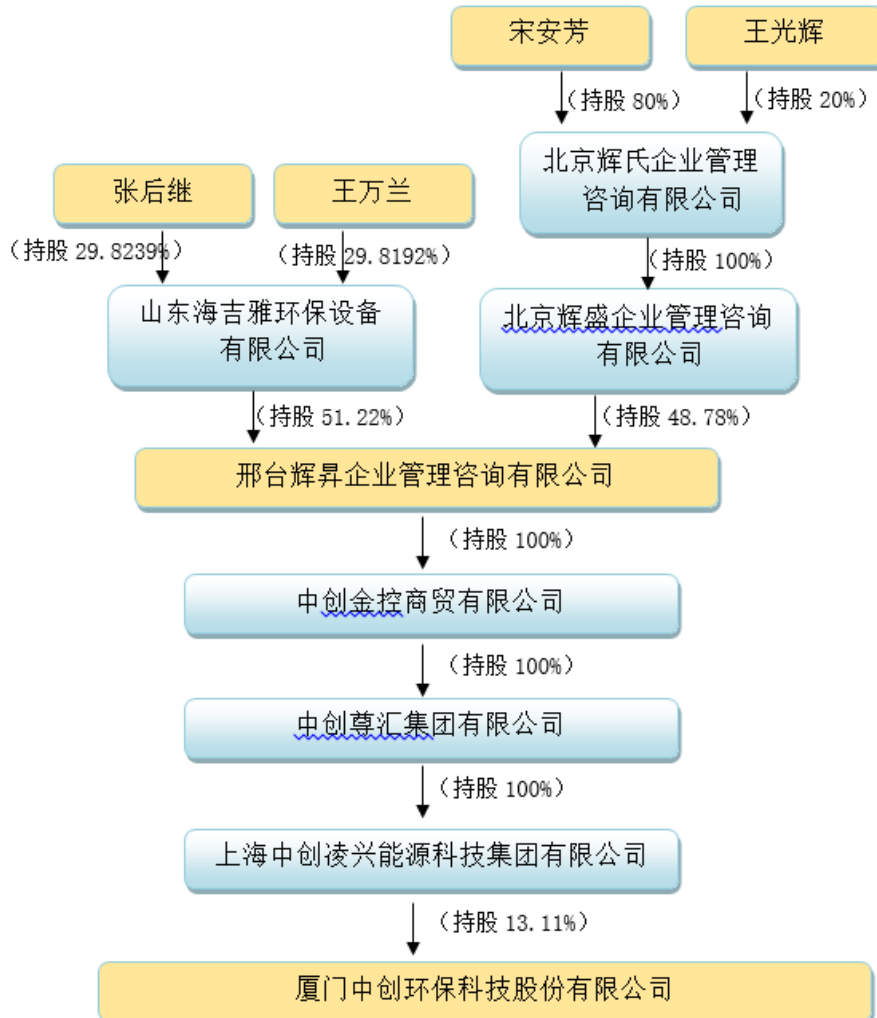 宋安芳
王光辉
(持股 80%)
(持股 20%)
北京辉氏企业管理
咨询有限公司
张后继
王万兰
(持股 29.8239%)
(持股 29.8192%)
(持股 100%)
山东海吉雅环保设备
有限公司
北京辉盛企业管理咨询
有限公司
(持股 51.22%)
(持股 48.78%)
邢台辉昇企业管理咨询有限公司
(持股 100%)
中创金控商贸有限公司
(持股 100%)
中创尊汇集团有限公司
(持股 100%)
上海中创凌兴能源科技集团有限公司
(持股 13.11%)
厦门中创环保科技股份有限公司